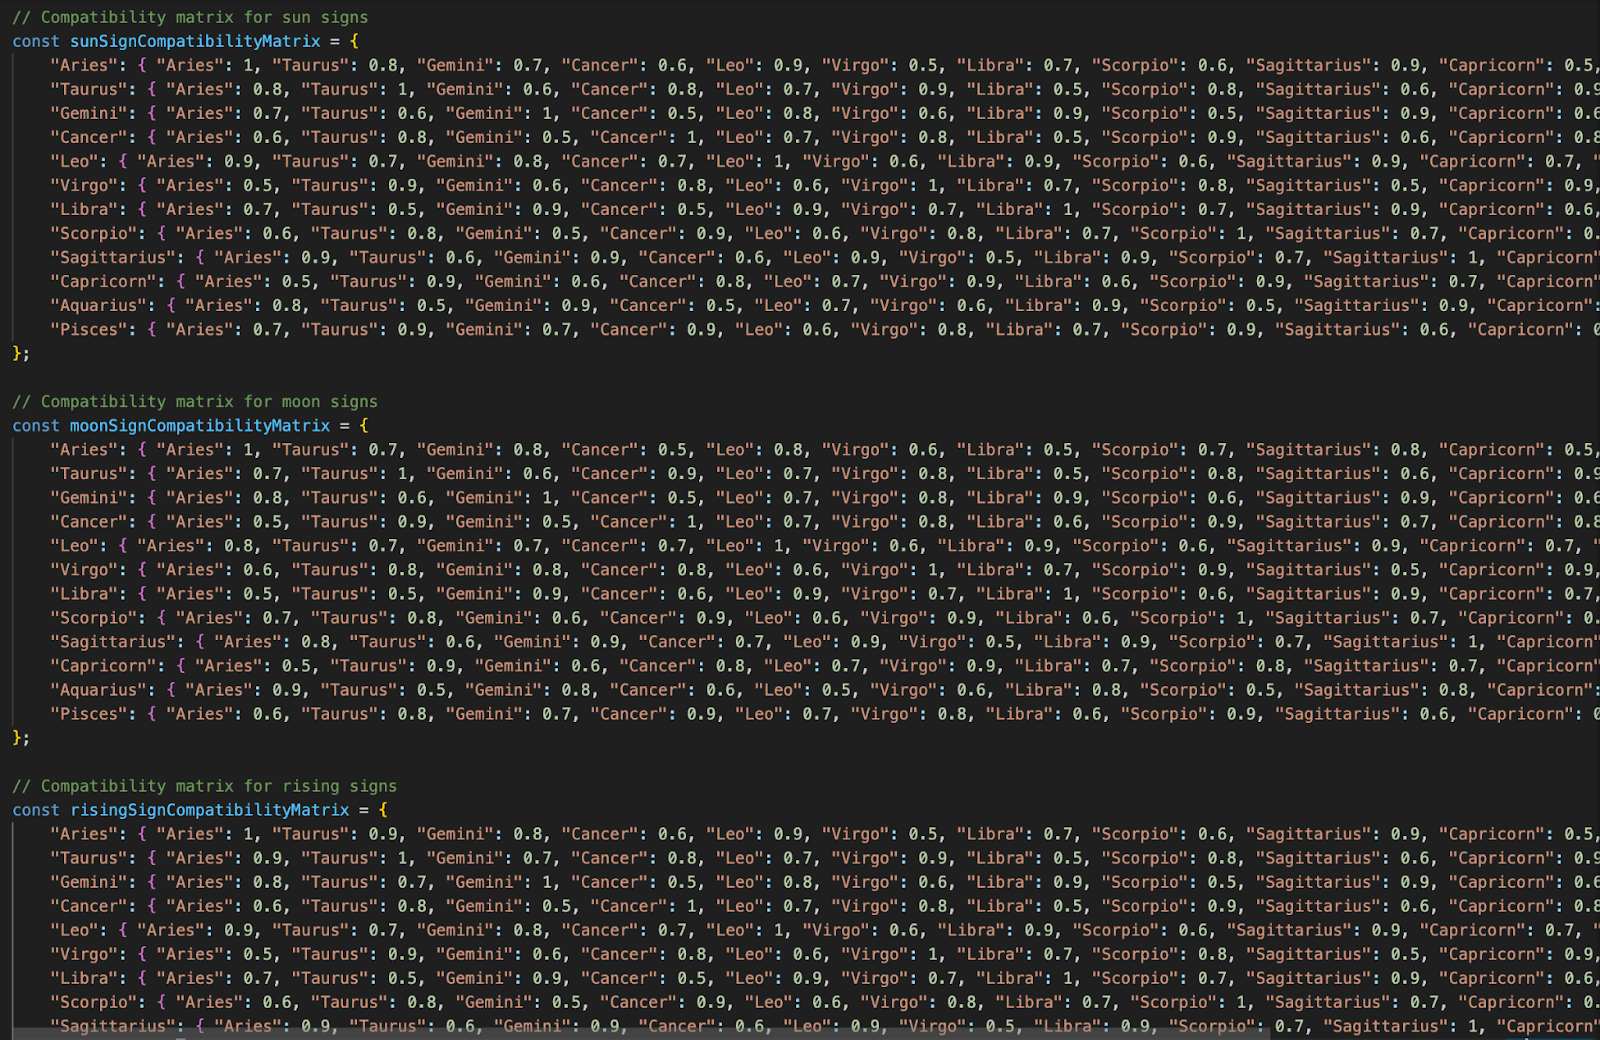 // Compatibility matrix for sun signs
const sunSignCompatibilityMatrix = {
"Aries": { "Aries": 1, "Taurus": 0.8, "Gemini": 0.7, "Cancer": 0.6, "Leo": 0.9, "Virgo": 0.5, "Libra": 0.7, "Scorpio": 0.6, "Sagittarius": 0.9, "Capricorn": 0.5,
"Taurus": { "Aries": 0.8, "Taurus": 1, "Gemini": 0.6, "Cancer": 0.8, "Leo": 0.7, "Virgo": 0.9, "Libra": 0.5, "Scorpio": 0.8, "Sagittarius": 0.6, "Capricorn": 0.9
"Gemini": { "Aries": 0.7, "Taurus": 0.6, "Gemini": 1, "Cancer": 0.5, "Leo": 0.8, "Virgo": 0.6, "Libra": 0.9, "Scorpio": 0.5, "Sagittarius": 0.9, "Capricorn": 0.6
"Cancer": { "Aries": 0.6, "Taurus": 0.8, "Gemini": 0.5, "Cancer": 1, "Leo": 0.7, "Virgo": 0.8, "Libra": 0.5, "Scorpio": 0.9, "Sagittarius": 0.6, "Capricorn": 0.8
"Leo": { "Aries": 0.9, "Taurus": 0.7, "Gemini": 0.8, "Cancer": 0.7, "Leo": 1, "Virgo": 0.6, "Libra": 0.9, "Scorpio": 0.6, "Sagittarius": 0.9, "Capricorn": 0.7, "
"Virgo": { "Aries": 0.5, "Taurus": 0.9, "Gemini": 0.6, "Cancer": 0.8, "Leo": 0.6, "Virgo": 1, "Libra": 0.7, "Scorpio": 0.8, "Sagittarius": 0.5, "Capricorn": 0.9,
"Libra": { "Aries": 0.7, "Taurus": 0.5, "Gemini": 0.9, "Cancer": 0.5, "Leo": 0.9, "Virgo": 0.7, "Libra": 1, "Scorpio": 0.7, "Sagittarius": 0.9, "Capricorn": 0.6,
"Scorpio": { "Aries": 0.6, "Taurus": 0.8, "Gemini": 0.5, "Cancer": 0.9, "Leo": 0.6, "Virgo": 0.8, "Libra": 0.7, "Scorpio": 1, "Sagittarius": 0.7, "Capricorn": 0.
"Sagittarius": { "Aries": 0.9, "Taurus": 0.6, "Gemini": 0.9, "Cancer": 0.6, "Leo": 0.9, "Virgo": 0.5, "Libra": 0.9, "Scorpio": 0.7, "Sagittarius": 1, "Capricorn"
"Capricorn": { "Aries": 0.5, "Taurus": 0.9, "Gemini": 0.6, "Cancer": 0.8, "Leo": 0.7, "Virgo": 0.9, "Libra": 0.6, "Scorpio": 0.9, "Sagittarius": 0.7, "Capricorn"
"Aquarius": { "Aries": 0.8, "Taurus": 0.5, "Gemini": 0.9, "Cancer": 0.5, "Leo": 0.7, "Virgo": 0.6, "Libra": 0.9, "Scorpio": 0.5, "Sagittarius": 0.9, "Capricorn":
"Pisces": { "Aries": 0.7, "Taurus": 0.9, "Gemini": 0.7, "Cancer": 0.9, "Leo": 0.6, "Virgo": 0.8, "Libra": 0.7, "Scorpio": 0.9, "Sagittarius": 0.6, "Capricorn": 0
};
// Compatibility matrix for moon signs
const moonSignCompatibilityMatrix = {
"Aries": { "Aries": 1, "Taurus": 0.7, "Gemini": 0.8, "Cancer": 0.5, "Leo": 0.8, "Virgo": 0.6, "Libra": 0.5, "Scorpio": 0.7, "Sagittarius": 0.8, "Capricorn": 0.5,
"Taurus": { "Aries": 0.7, "Taurus": 1, "Gemini": 0.6, "Cancer": 0.9, "Leo": 0.7, "Virgo": 0.8, "Libra": 0.5, "Scorpio": 0.8, "Sagittarius": 0.6, "Capricorn": 0.9
"Gemini": { "Aries": 0.8, "Taurus": 0.6, "Gemini": 1, "Cancer": 0.5, "Leo": 0.7, "Virgo": 0.8, "Libra": 0.9, "Scorpio": 0.6, "Sagittarius": 0.9, "Capricorn": 0.6
"Cancer": { "Aries": 0.5, "Taurus": 0.9, "Gemini": 0.5, "Cancer": 1, "Leo": 0.7, "Virgo": 0.8, "Libra": 0.6, "Scorpio": 0.9, "Sagittarius": 0.7, "Capricorn": 0.8
"Leo": { "Aries": 0.8, "Taurus": 0.7, "Gemini": 0.7, "Cancer": 0.7, "Leo": 1, "Virgo": 0.6, "Libra": 0.9, "Scorpio": 0.6, "Sagittarius": 0.9, "Capricorn": 0.7, "
"Virgo": { "Aries": 0.6, "Taurus": 0.8, "Gemini": 0.8, "Cancer": 0.8, "Leo": 0.6, "Virgo": 1, "Libra": 0.7, "Scorpio": 0.9, "Sagittarius": 0.5, "Capricorn": 0.9,
"Libra": { "Aries": 0.5, "Taurus": 0.5, "Gemini": 0.9, "Cancer": 0.6, "Leo": 0.9, "Virgo": 0.7, "Libra": 1, "Scorpio": 0.6, "Sagittarius": 0.9, "Capricorn": 0.7,
"Scorpio": { "Aries": 0.7, "Taurus": 0.8, "Gemini": 0.6, "Cancer": 0.9, "Leo": 0.6, "Virgo": 0.9, "Libra": 0.6, "Scorpio": 1, "Sagittarius": 0.7, "Capricorn": 0.
"Sagittarius": { "Aries": 0.8, "Taurus": 0.6, "Gemini": 0.9, "Cancer": 0.7, "Leo": 0.9, "Virgo": 0.5, "Libra": 0.9, "Scorpio": 0.7, "Sagittarius": 1, "Capricorn"
"Capricorn": { "Aries": 0.5, "Taurus": 0.9, "Gemini": 0.6, "Cancer": 0.8, "Leo": 0.7, "Virgo": 0.9, "Libra": 0.7, "Scorpio": 0.8, "Sagittarius": 0.7, "Capricorn"
"Aquarius": { "Aries": 0.9, "Taurus": 0.5, "Gemini": 0.8, "Cancer": 0.6, "Leo": 0.5, "Virgo": 0.6, "Libra": 0.8, "Scorpio": 0.5, "Sagittarius": 0.8, "Capricorn":
"Pisces": { "Aries": 0.6, "Taurus": 0.8, "Gemini": 0.7, "Cancer": 0.9, "Leo": 0.7, "Virgo": 0.8, "Libra": 0.6, "Scorpio": 0.9, "Sagittarius": 0.6, "Capricorn": 0
};
// Compatibility matrix for rising signs
const risingSignCompatibilityMatrix = {
"Aries": { "Aries": 1, "Taurus": 0.9, "Gemini": 0.8, "Cancer": 0.6, "Leo": 0.9, "Virgo": 0.5, "Libra": 0.7, "Scorpio": 0.6, "Sagittarius": 0.9, "Capricorn": 0.5,
"Taurus": { "Aries": 0.9, "Taurus": 1, "Gemini": 0.7, "Cancer": 0.8, "Leo": 0.7, "Virgo": 0.9, "Libra": 0.5, "Scorpio": 0.8, "Sagittarius": 0.6, "Capricorn": 0.9
"Gemini": { "Aries": 0.8, "Taurus": 0.7, "Gemini": 1, "Cancer": 0.5, "Leo": 0.8, "Virgo": 0.6, "Libra": 0.9, "Scorpio": 0.5, "Sagittarius": 0.9, "Capricorn": 0.6
"Cancer": { "Aries": 0.6, "Taurus": 0.8, "Gemini": 0.5, "Cancer": 1, "Leo": 0.7, "Virgo": 0.8, "Libra": 0.5, "Scorpio": 0.9, "Sagittarius": 0.6, "Capricorn": 0.8
"Leo": { "Aries": 0.9, "Taurus": 0.7, "Gemini": 0.8, "Cancer": 0.7, "Leo": 1, "Virgo": 0.6, "Libra": 0.9, "Scorpio": 0.6, "Sagittarius": 0.9, "Capricorn": 0.7, "
"Virgo": { "Aries": 0.5, "Taurus": 0.9, "Gemini": 0.6, "Cancer": 0.8, "Leo": 0.6, "Virgo": 1, "Libra": 0.7, "Scorpio": 0.8, "Sagittarius": 0.5, "Capricorn": 0.9,
"Libra": { "Aries": 0.7, "Taurus": 0.5, "Gemini": 0.9, "Cancer": 0.5, "Leo": 0.9, "Virgo": 0.7, "Libra": 1, "Scorpio": 0.7, "Sagittarius": 0.9, "Capricorn": 0.6,
"Scorpio": { "Aries": 0.6, "Taurus": 0.8, "Gemini": 0.5, "Cancer": 0.9, "Leo": 0.6, "Virgo": 0.8, "Libra": 0.7, "Scorpio": 1, "Sagittarius": 0.7, "Capricorn": 0.
"Sagittarius": { "Aries": 0.9, "Taurus": 0.6, "Gemini": 0.9, "Cancer": 0.6, "Leo": 0.9, "Virgo": 0.5, "Libra": 0.9, "Scorpio": 0.7, "Sagittarius": 1, "Capricorn"